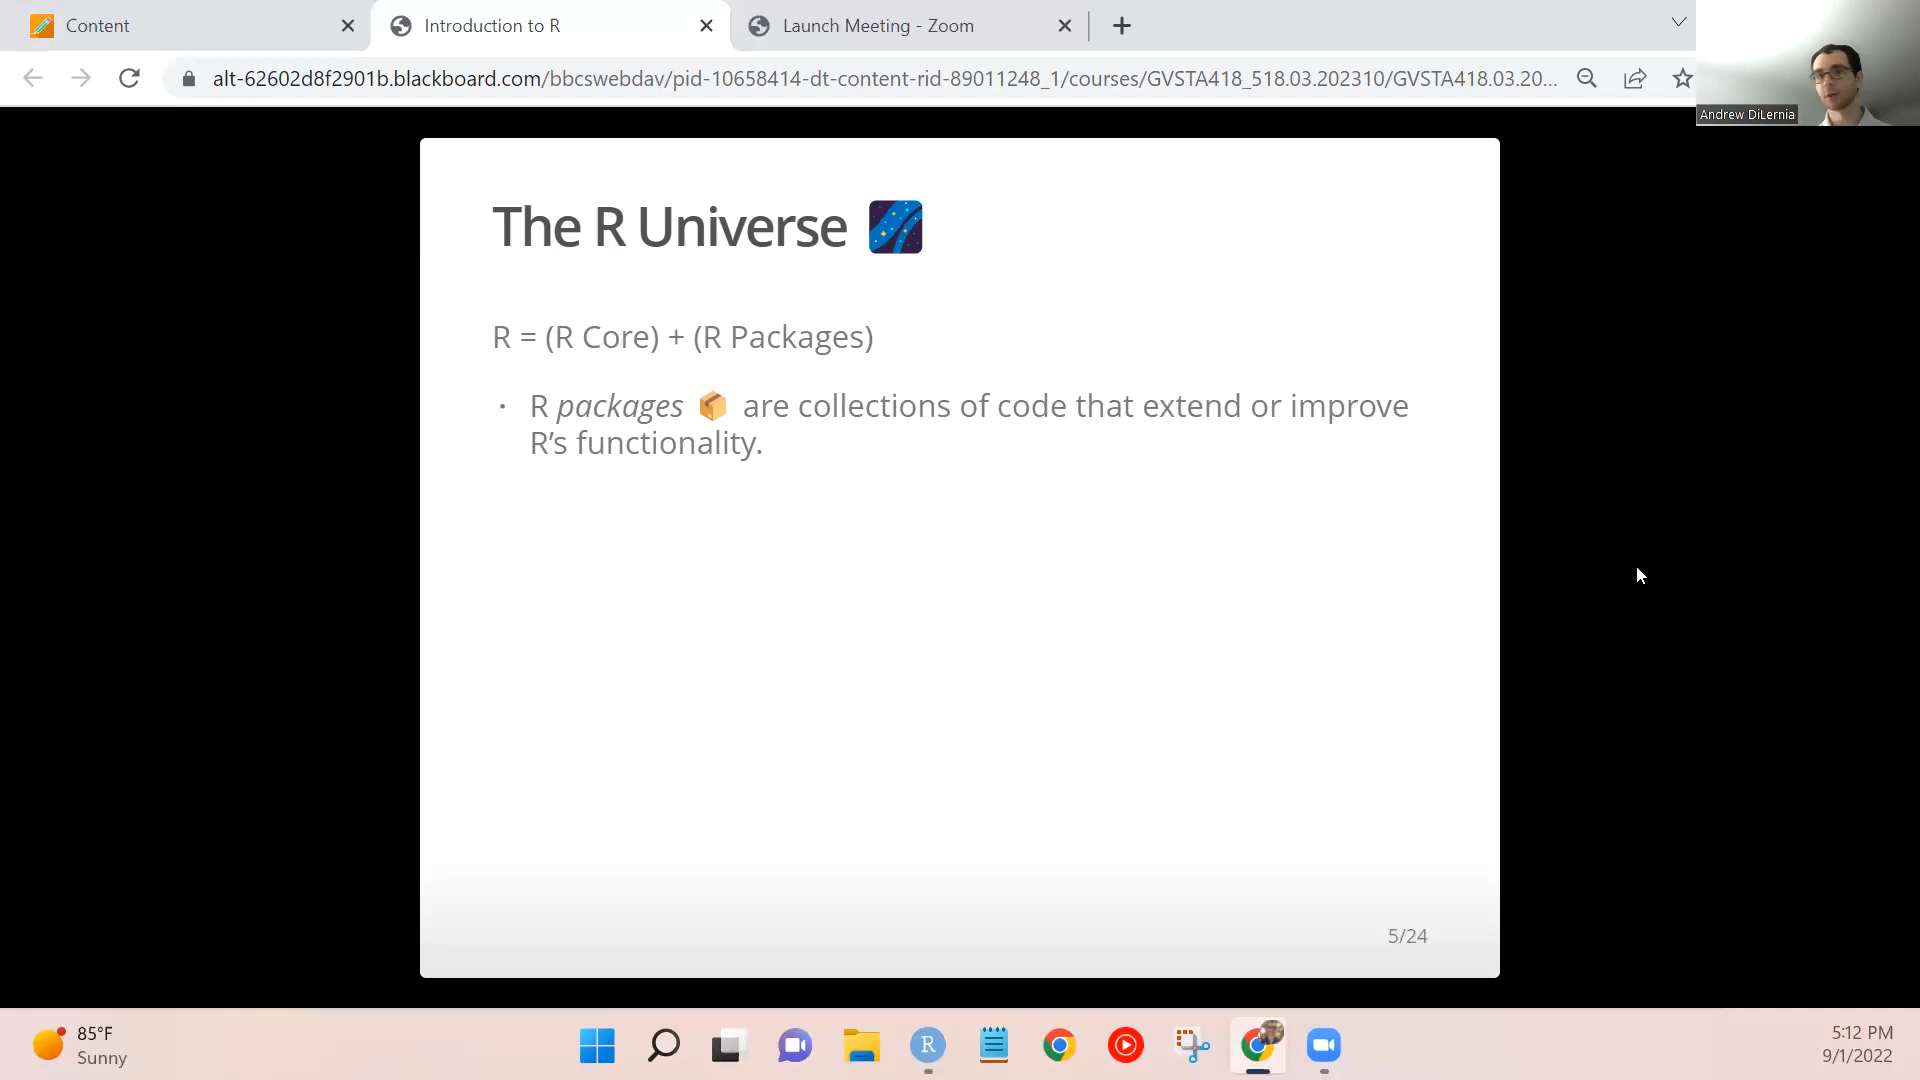 Content
Introduction to R
Launch Meeting - Zoom
alt-62602d8f2901b.blackboard.com/bbcswebdav/pid-10658414-dt-content-rid-89011248_1/courses/GVSTA418_518.03.202310/GVSTA418.03.20...
Andrew DiLernia
The R Universe
R = (R Core) + (R Packages)
· R packages are collections of code that extend or improve
R’s functionality.
5/24
85°F
Sunny
R
5:12 PM
9/1/2022